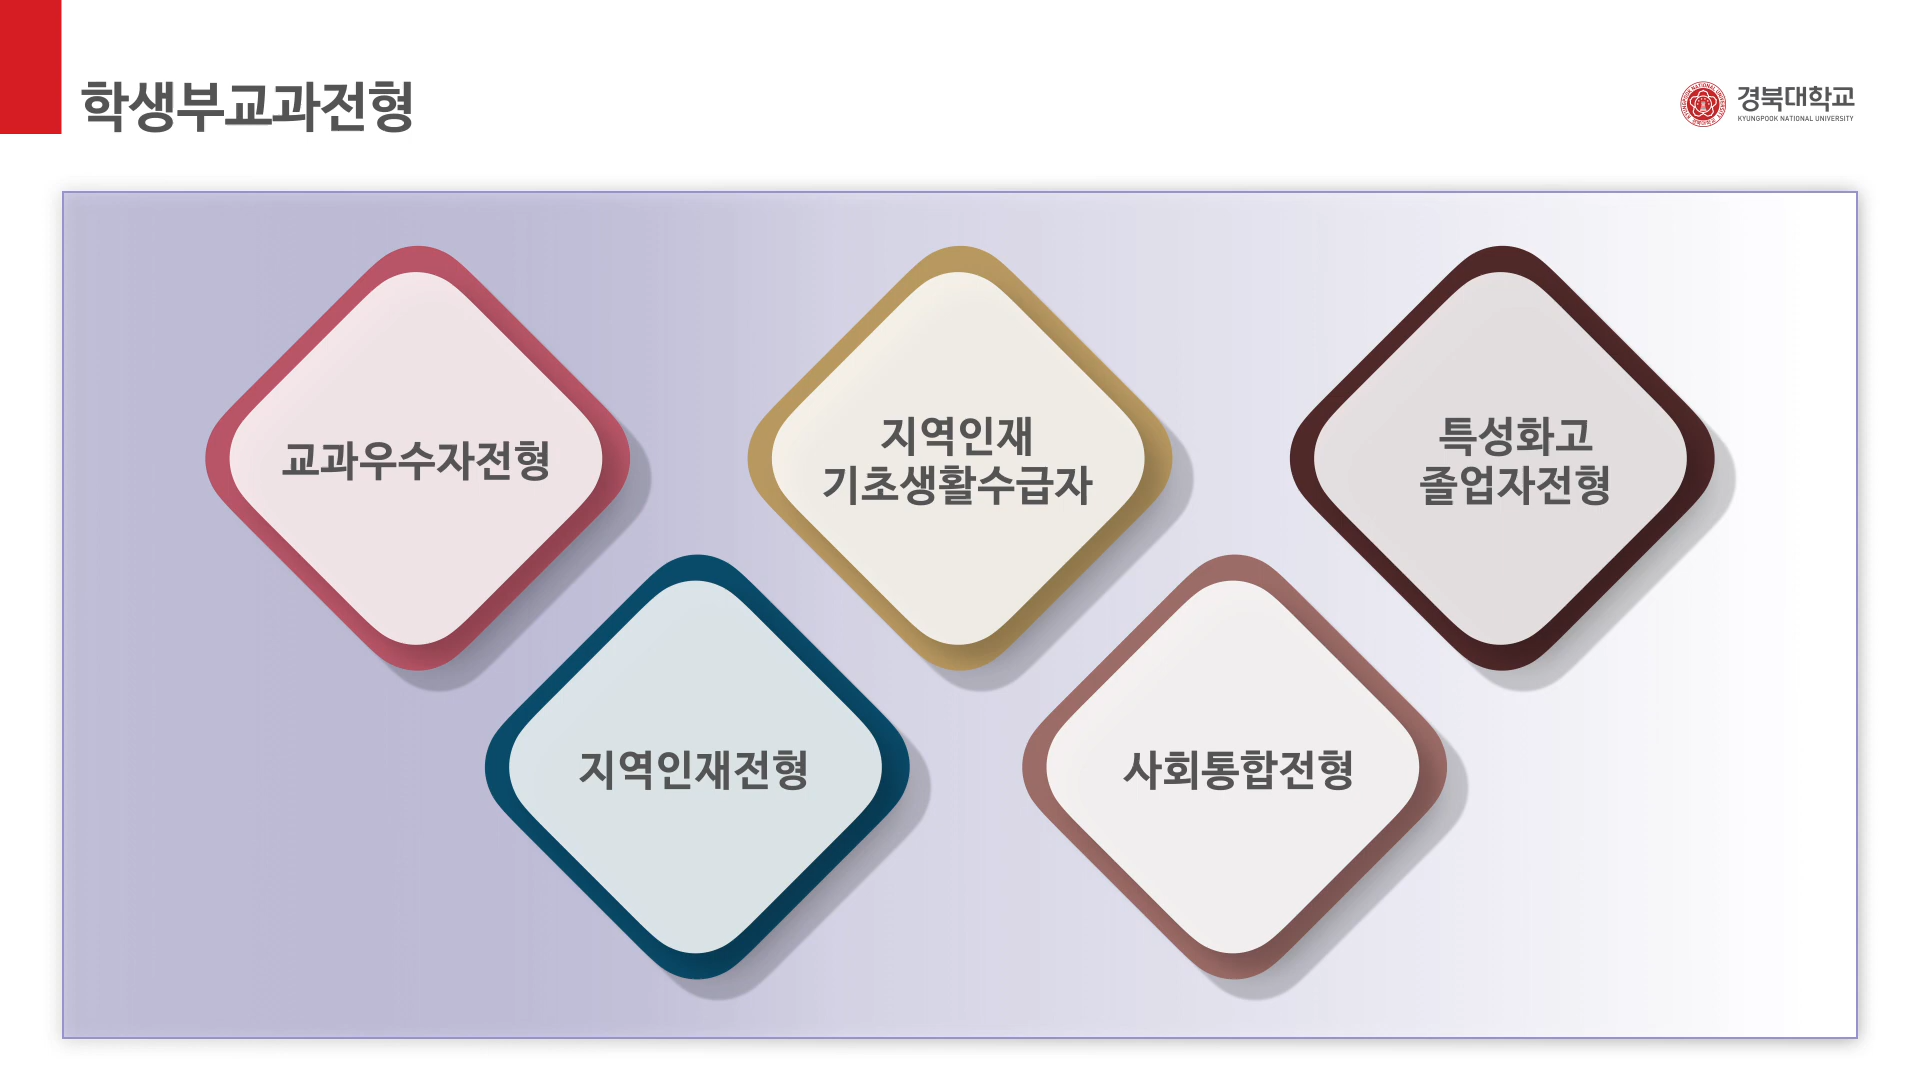 학생부교과전형
경북대학교
KYUNGPOOK NATIONAL UNIVERSITY
교과우수자전형
지역인재
기초생활수급자
특성화고
졸업자전형
지역인재전형
사회통합전형